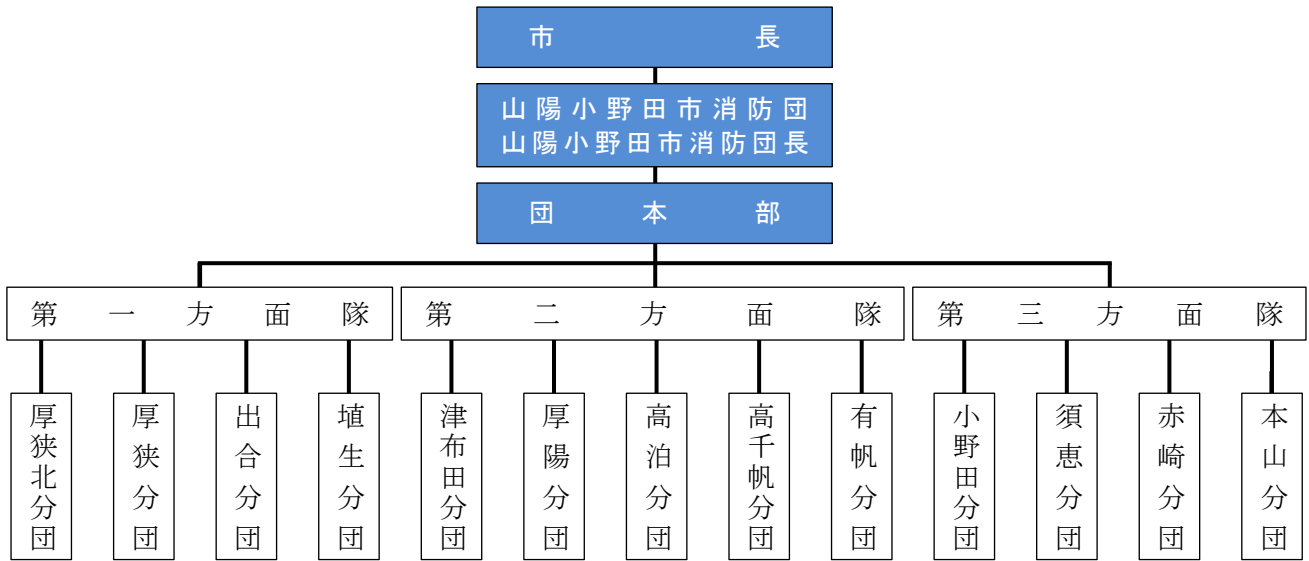 市長
山陽小野田市消防団
山陽小野田市消防団長
団本部
第一方面隊
第二方面隊
第三方面隊
厚狭北分団
厚狭分団
出合分団
埴生分団
津布田分団
厚陽分団
高泊分団
高千帆分団
有帆分団
小野田分団
須恵分団
赤崎分団
本山分団